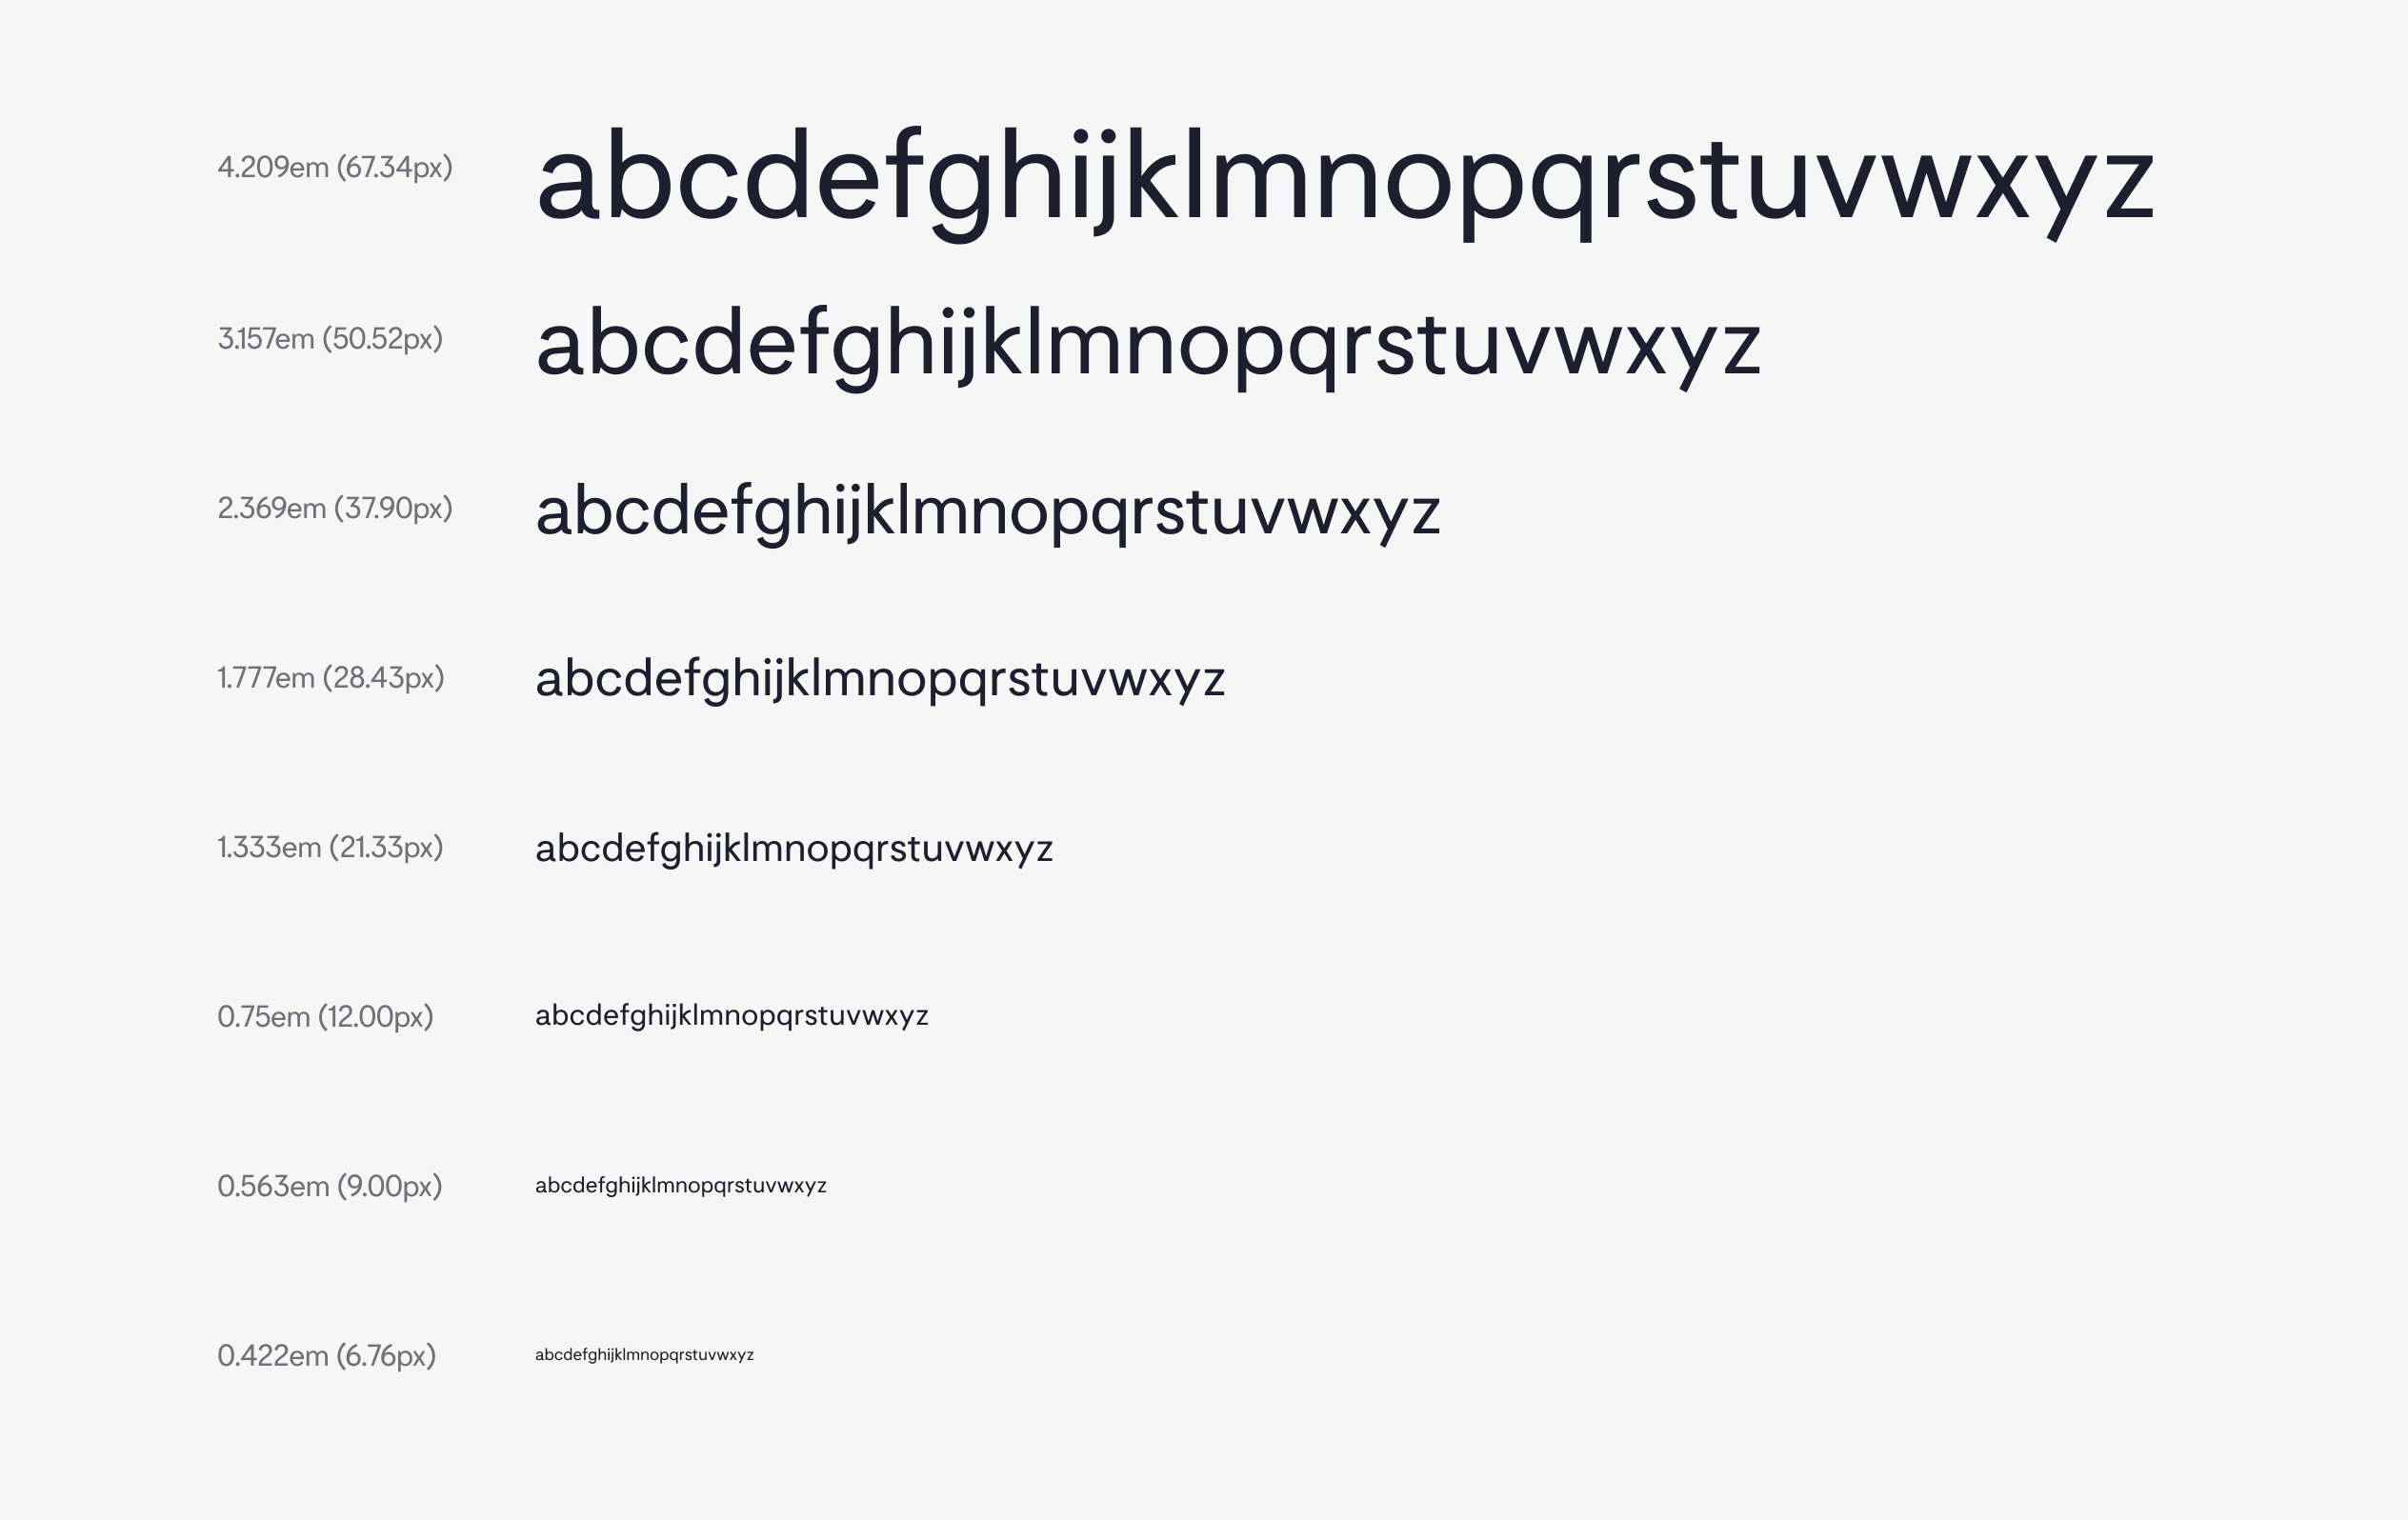 4.209em (67.34px) abcdefghijklmnopqrstuvwxyz
3.157em (50.52px) abcdefghijklmnopqrstuvwxyz
2.369em (37.90px) abcdefghijklmnopqrstuvwxyz
1.777em (28.43px) abcdefghijklmnopqrstuvwxyz
1.333em (21.33px) abcdefghijklmnopqrstuvwxyz
0.75em (12.00px) abcdefghijklmnopqrstuvwxyz
0.563em (9.00px) abcdefghijklmnopqrstuvwxyz
0.422em (6.76px) abcdefghijklmnopqrstuvwxyz